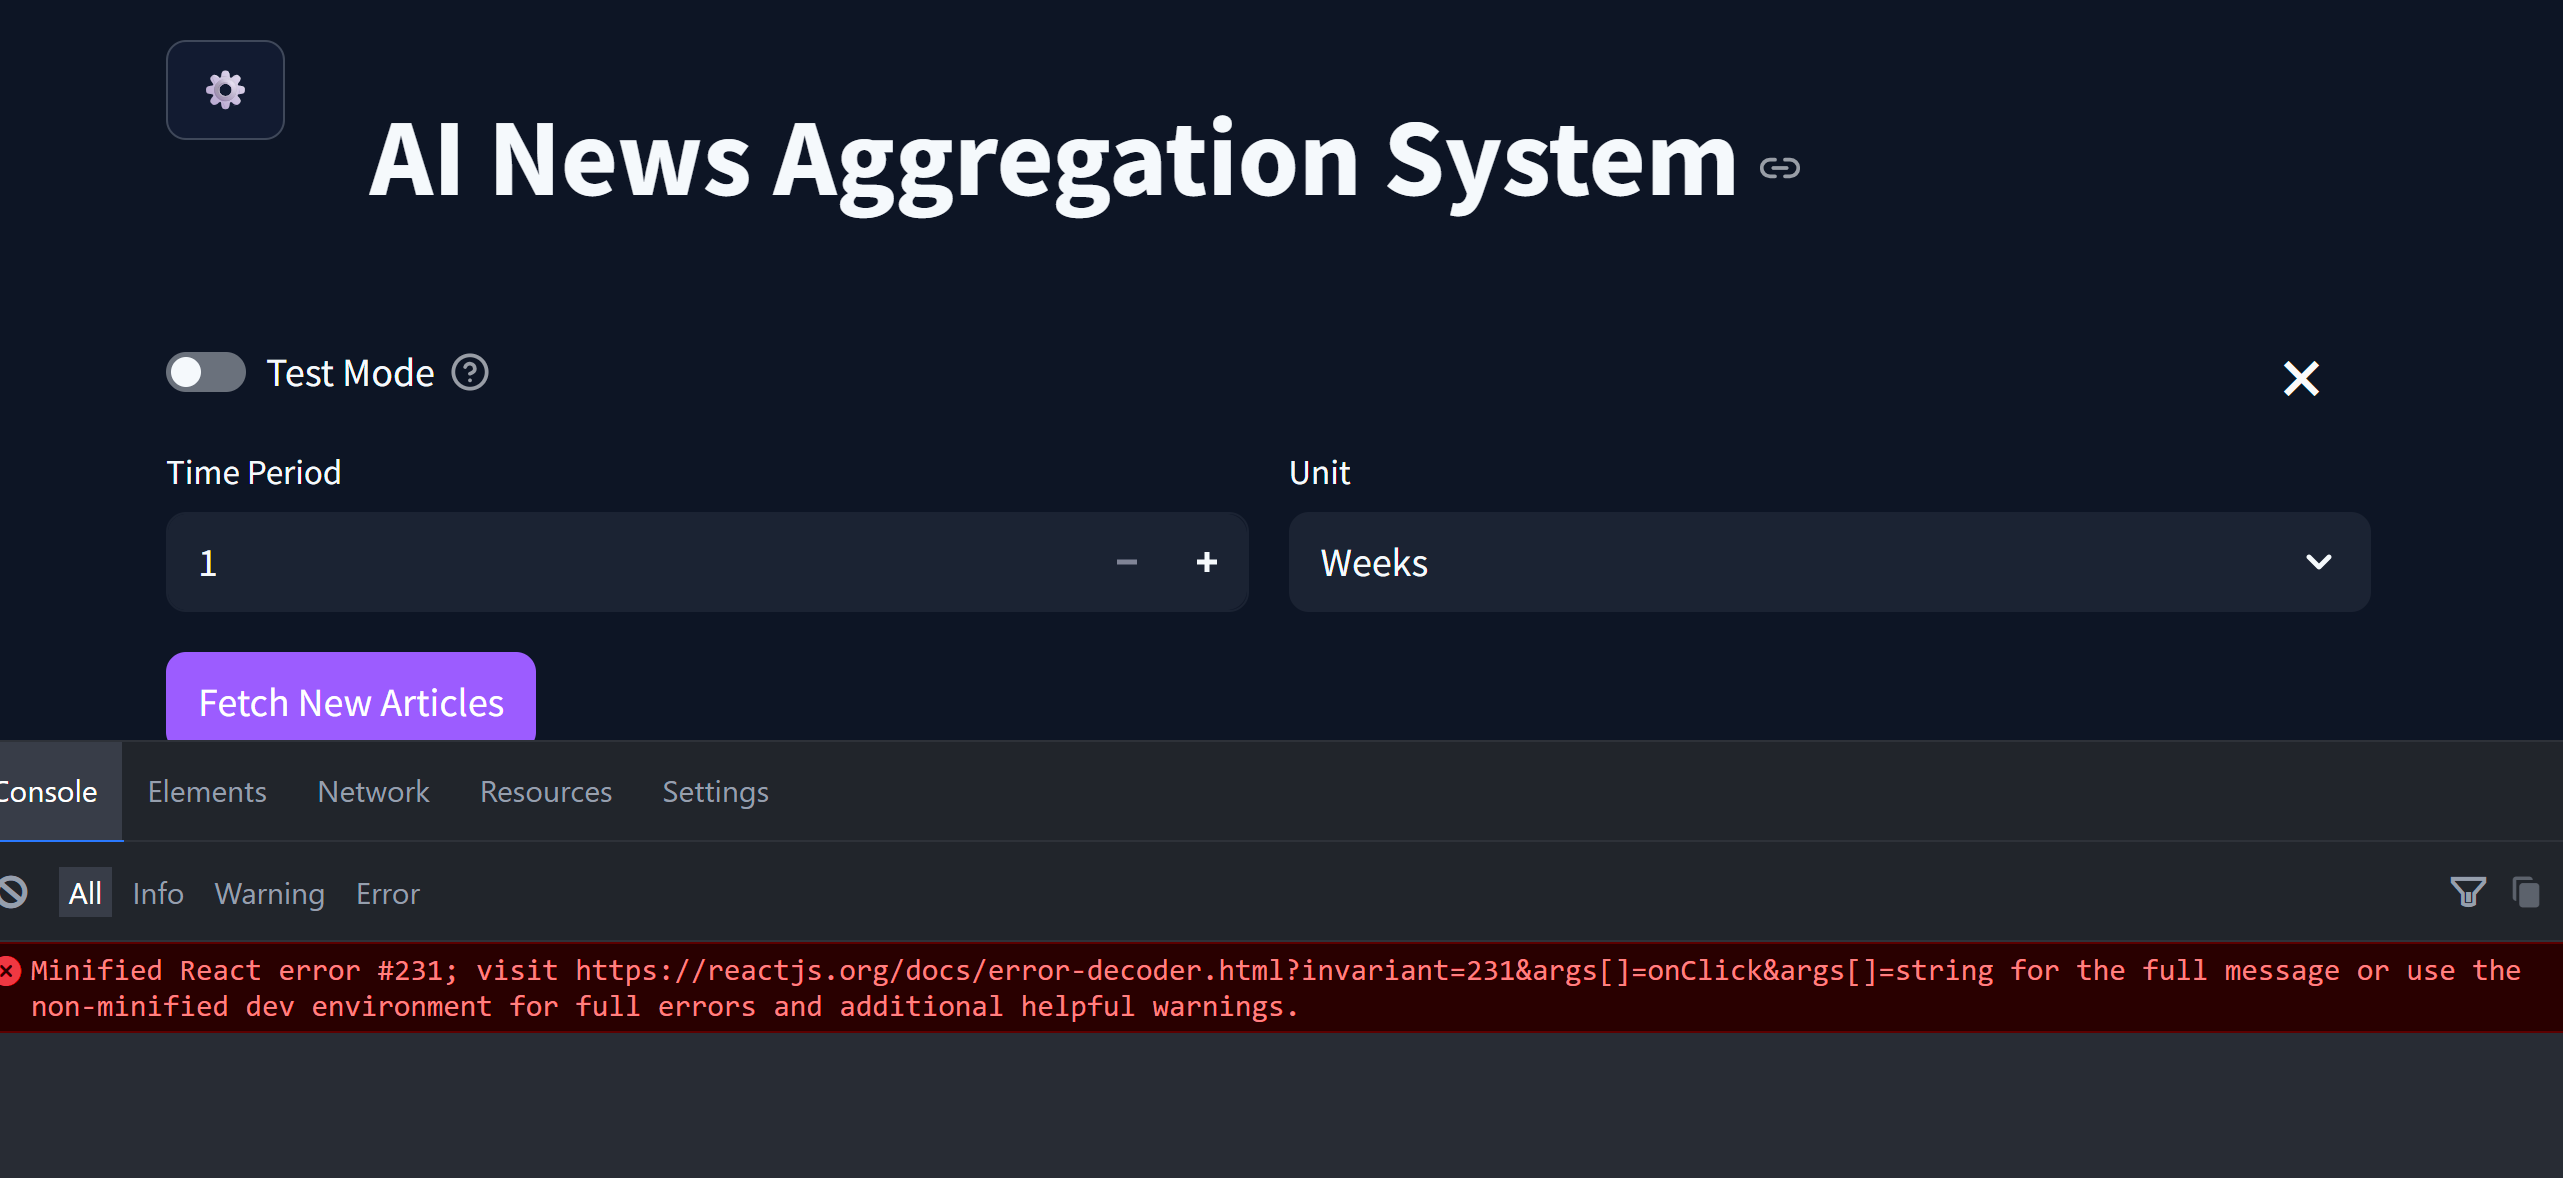 AI News Aggregation System
Test Mode
Time Period
Unit
1
Weeks
Fetch New Articles
Console Elements Network Resources Settings
All Info Warning Error
Minified React error #231; visit https://reactjs.org/docs/error-decoder.html?invariant=231&args[]=onClick&args[]=string for the full message or use the
non-minified dev environment for full errors and additional helpful warnings.